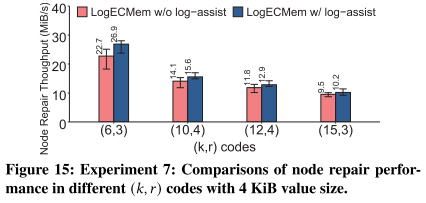 LogECMem w/o log-assist LogECMem w/ log-assist
Node Repair Thoughput (MiB/s)
40
30
20
10
0
22.7 26.9 14.1 15.6 11.8 12.9 9.5 10.2
(6,3) (10,4) (12,4) (15,3)
(k,r) codes
Figure 15: Experiment 7: Comparisons of node repair perfor-
mance in different (k, r) codes with 4 KiB value size.